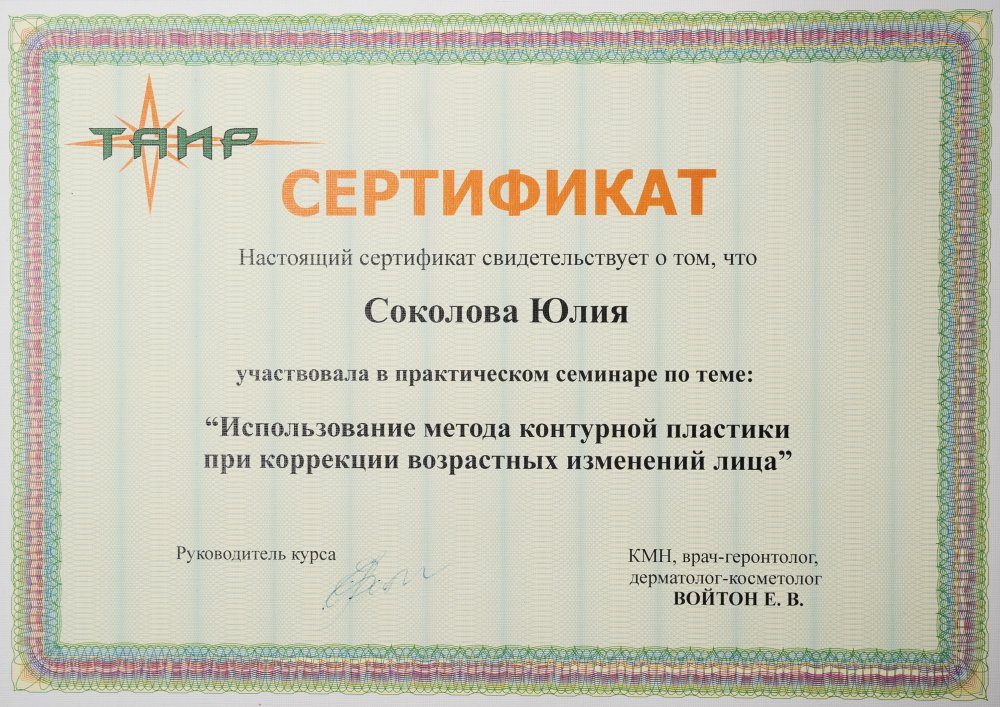 ТАИР
СЕРТИФИКАТ
Настоящий сертификат свидетельствует о том, что
Соколова Юлия
участвовала в практическом семинаре по теме:
“Использование метода контурной пластики
при коррекции возрастных изменений лица”
Руководитель курса
КМН, врач-геронтолог,
дерматолог-косметолог
ВОЙТОН Е. В.